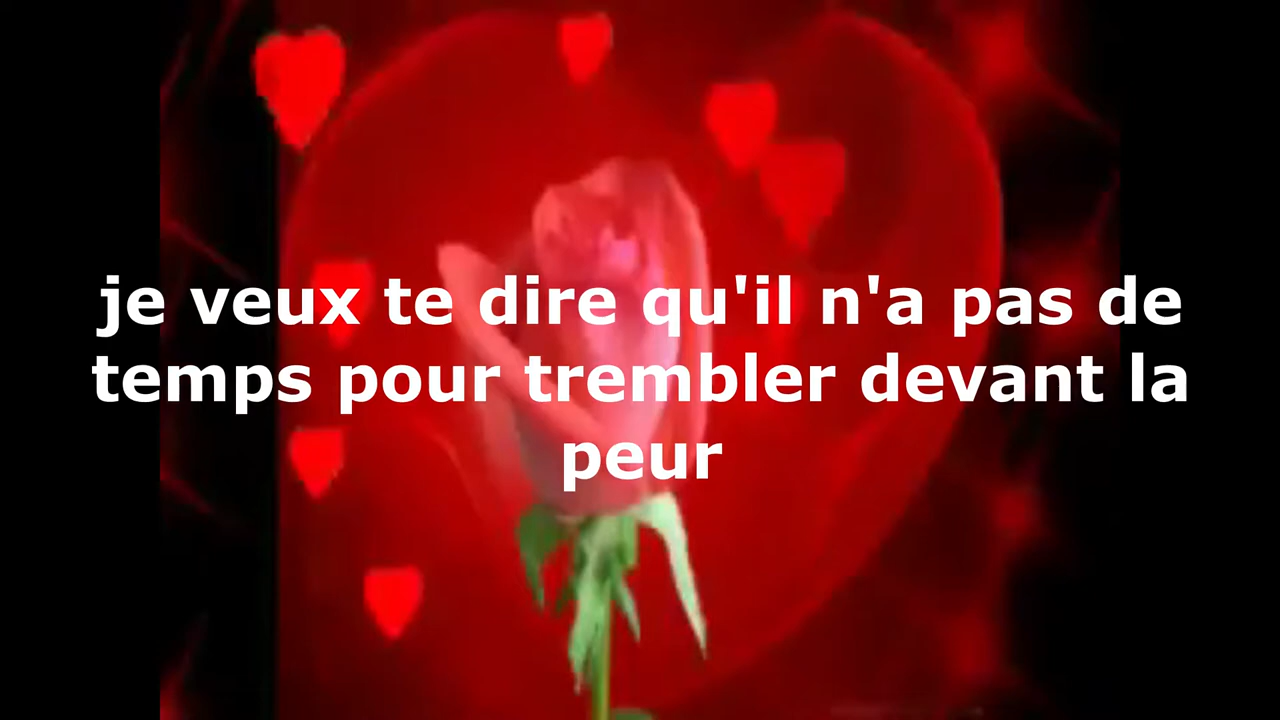 je veux te dire qu'il n'a pas de
temps pour trembler devant la
peur